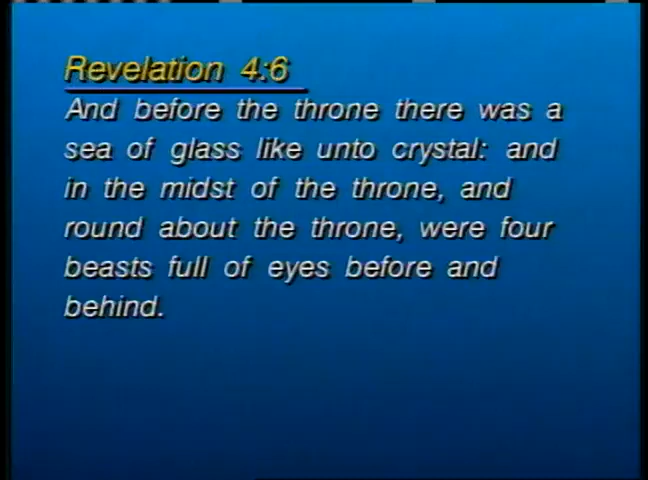 Revelation 4:6
And before the throne there was a
sea of glass like unto crystal: and
in the midst of the throne, and
round about the throne, were four
beasts full of eyes before and
behind.